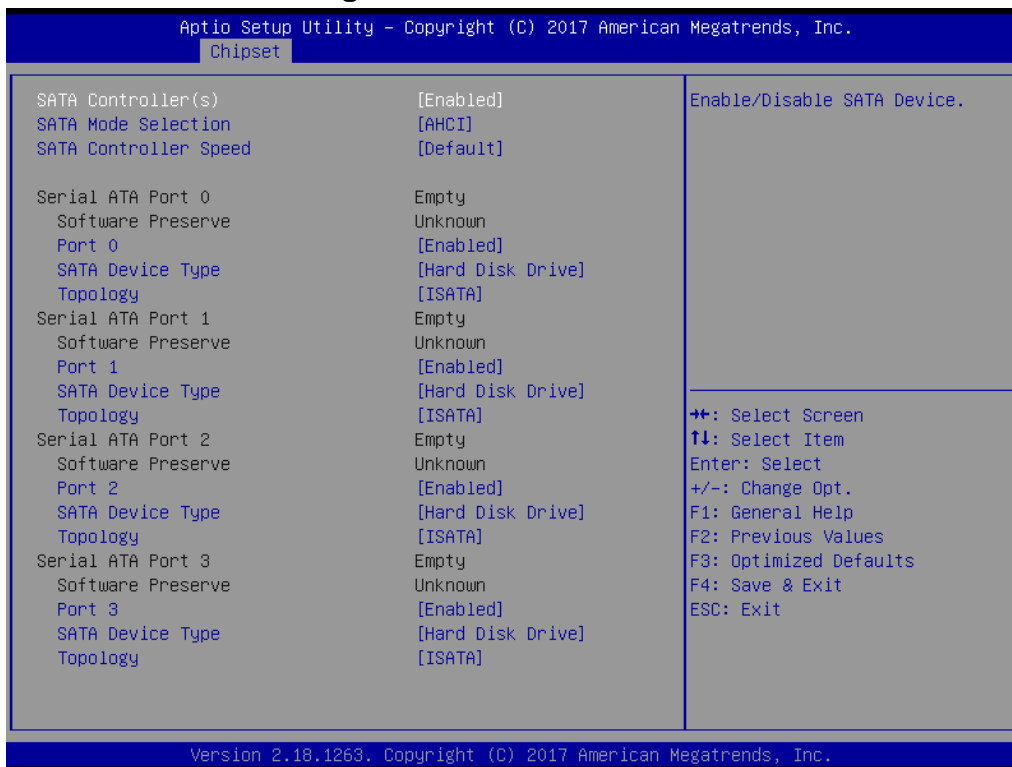 Aptio Setup Utility – Copyright (C) 2017 American Megatrends, Inc.
Chipset
SATA Controller(s) [Enabled]
SATA Mode Selection [AHCI]
SATA Controller Speed [Default]
Serial ATA Port 0 Empty
Software Preserve Unknown
Port 0 [Enabled]
SATA Device Type [Hard Disk Drive]
Topology [ISATA]
Serial ATA Port 1 Empty
Software Preserve Unknown
Port 1 [Enabled]
SATA Device Type [Hard Disk Drive]
Topology [ISATA]
Serial ATA Port 2 Empty
Software Preserve Unknown
Port 2 [Enabled]
SATA Device Type [Hard Disk Drive]
Topology [ISATA]
Serial ATA Port 3 Empty
Software Preserve Unknown
Port 3 [Enabled]
SATA Device Type [Hard Disk Drive]
Topology [ISATA]
Enable/Disable SATA Device.
→←: Select Screen
↑↓: Select Item
Enter: Select
+/-: Change Opt.
F1: General Help
F2: Previous Values
F3: Optimized Defaults
F4: Save & Exit
ESC: Exit
Version 2.18.1263. Copyright (C) 2017 American Megatrends, Inc.